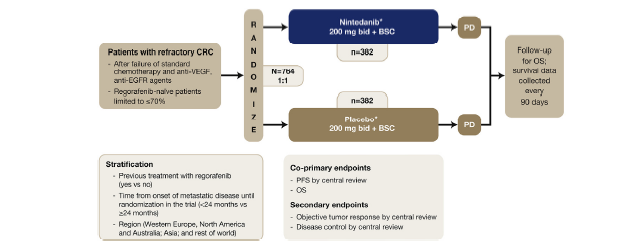 Patients with refractory CRC
- After failure of standard
chemotherapy and anti-VEGF,
anti-EGFR agents
- Regorafenib-naïve patients
limited to ≤70%
RANDOMIZE
N=764
1:1
Nintedanib*
200 mg bid + BSC
n=382
n=382
Placebo*
200 mg bid + BSC
PD
PD
Follow-up
for OS;
survival data
collected
every
90 days
Stratification
- Previous treatment with regorafenib
(yes vs no)
- Time from onset of metastatic disease until
randomization in the trial (<24 months vs
≥24 months)
- Region (Western Europe, North America
and Australia; Asia; and rest of world)
Co-primary endpoints
- PFS by central review
- OS
Secondary endpoints
- Objective tumor response by central review
- Disease control by central review